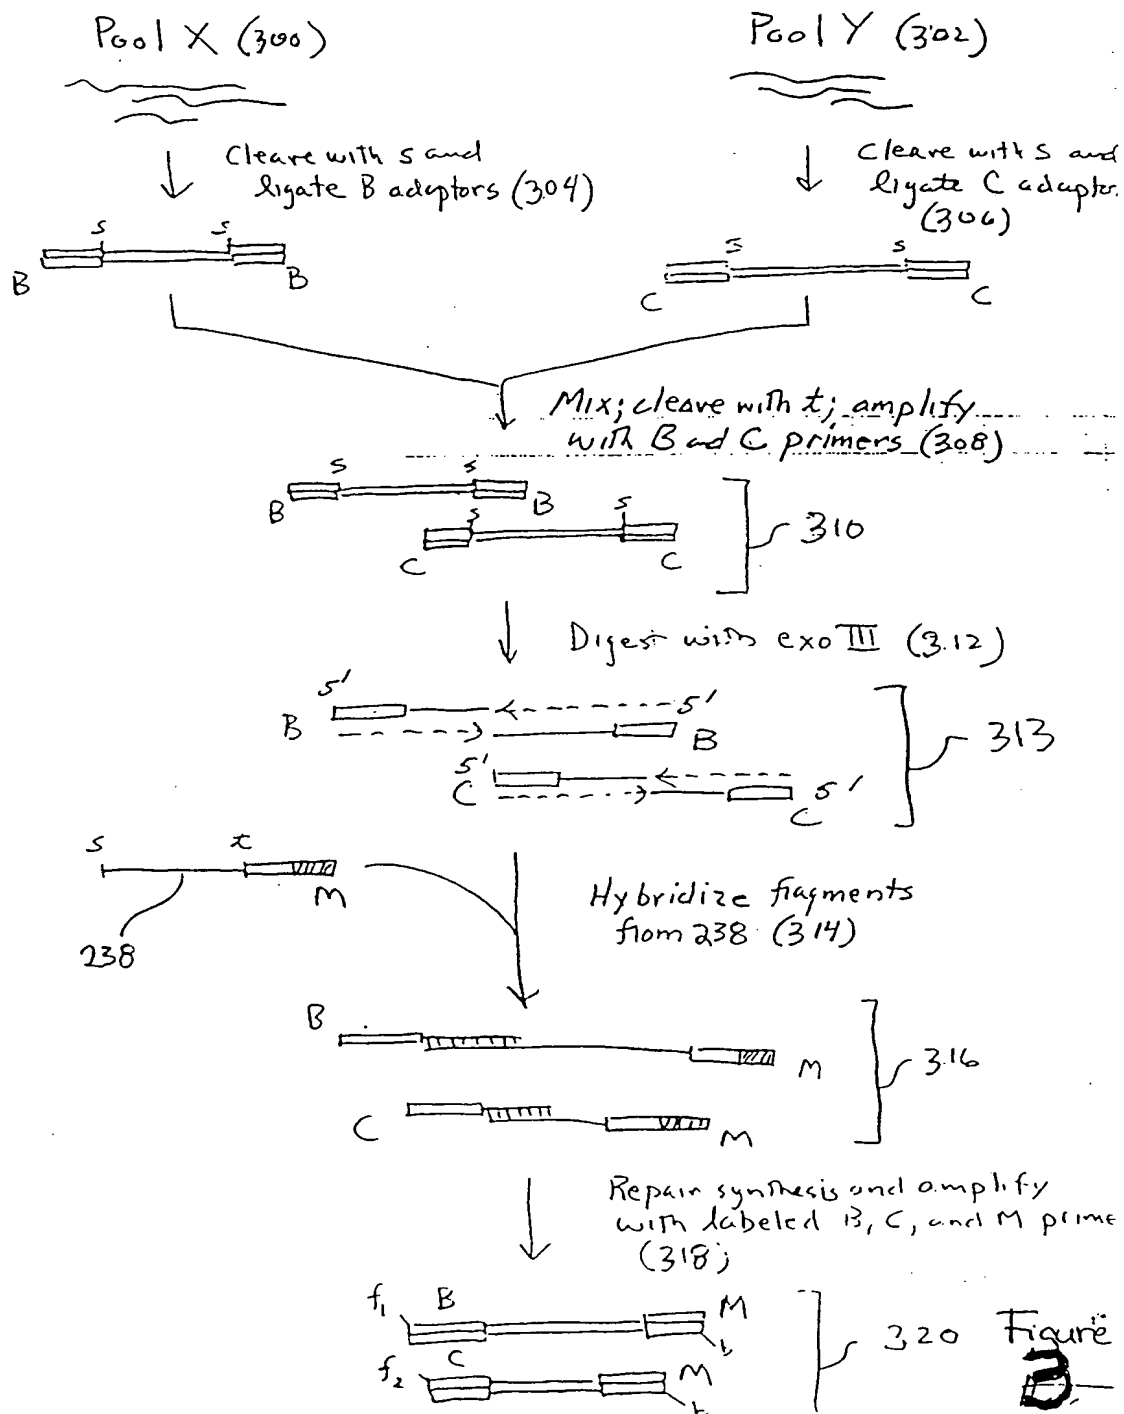 Pool X (300)
Pool Y (302)
Cleave with s and
ligate B adaptors (304)
Cleave with s and
ligate C adaptor
(306)
s s
B B
s s
C C
Mix; cleave with t; amplify
with B and C primers (308)
s s
B B
s s
C C
310
Digest with exo III (312)
5' 5'
B B
5'
C C 5'
313
s t
M
238
Hybridize fragments
from 238 (314)
B
M
C
M
316
Repair synthesis and amplify
with labeled B, C, and M prime
(318)
f1 B M
b
C
f2 M
b
320
Figure
3